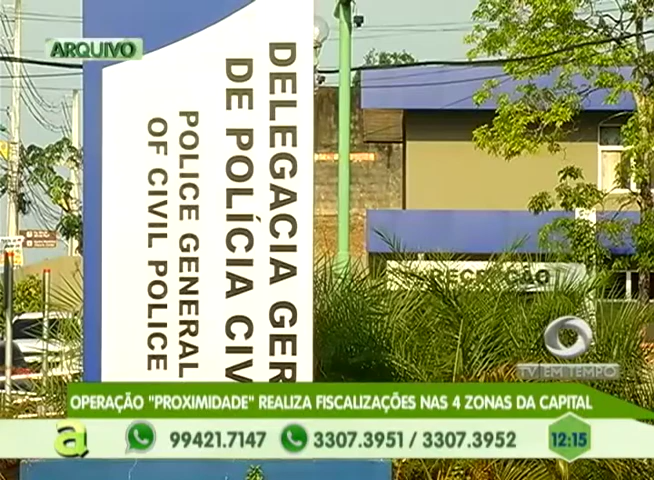 ARQUIVO
DELEGACIA GER
DE POLÍCIA CIV
POLICE GENERAL
OF CIVIL POLICE
RECEPÇÃO
TV EM TEMPO
OPERAÇÃO "PROXIMIDADE" REALIZA FISCALIZAÇÕES NAS 4 ZONAS DA CAPITAL
a 99421.7147 3307.3951 / 3307.3952 12:15